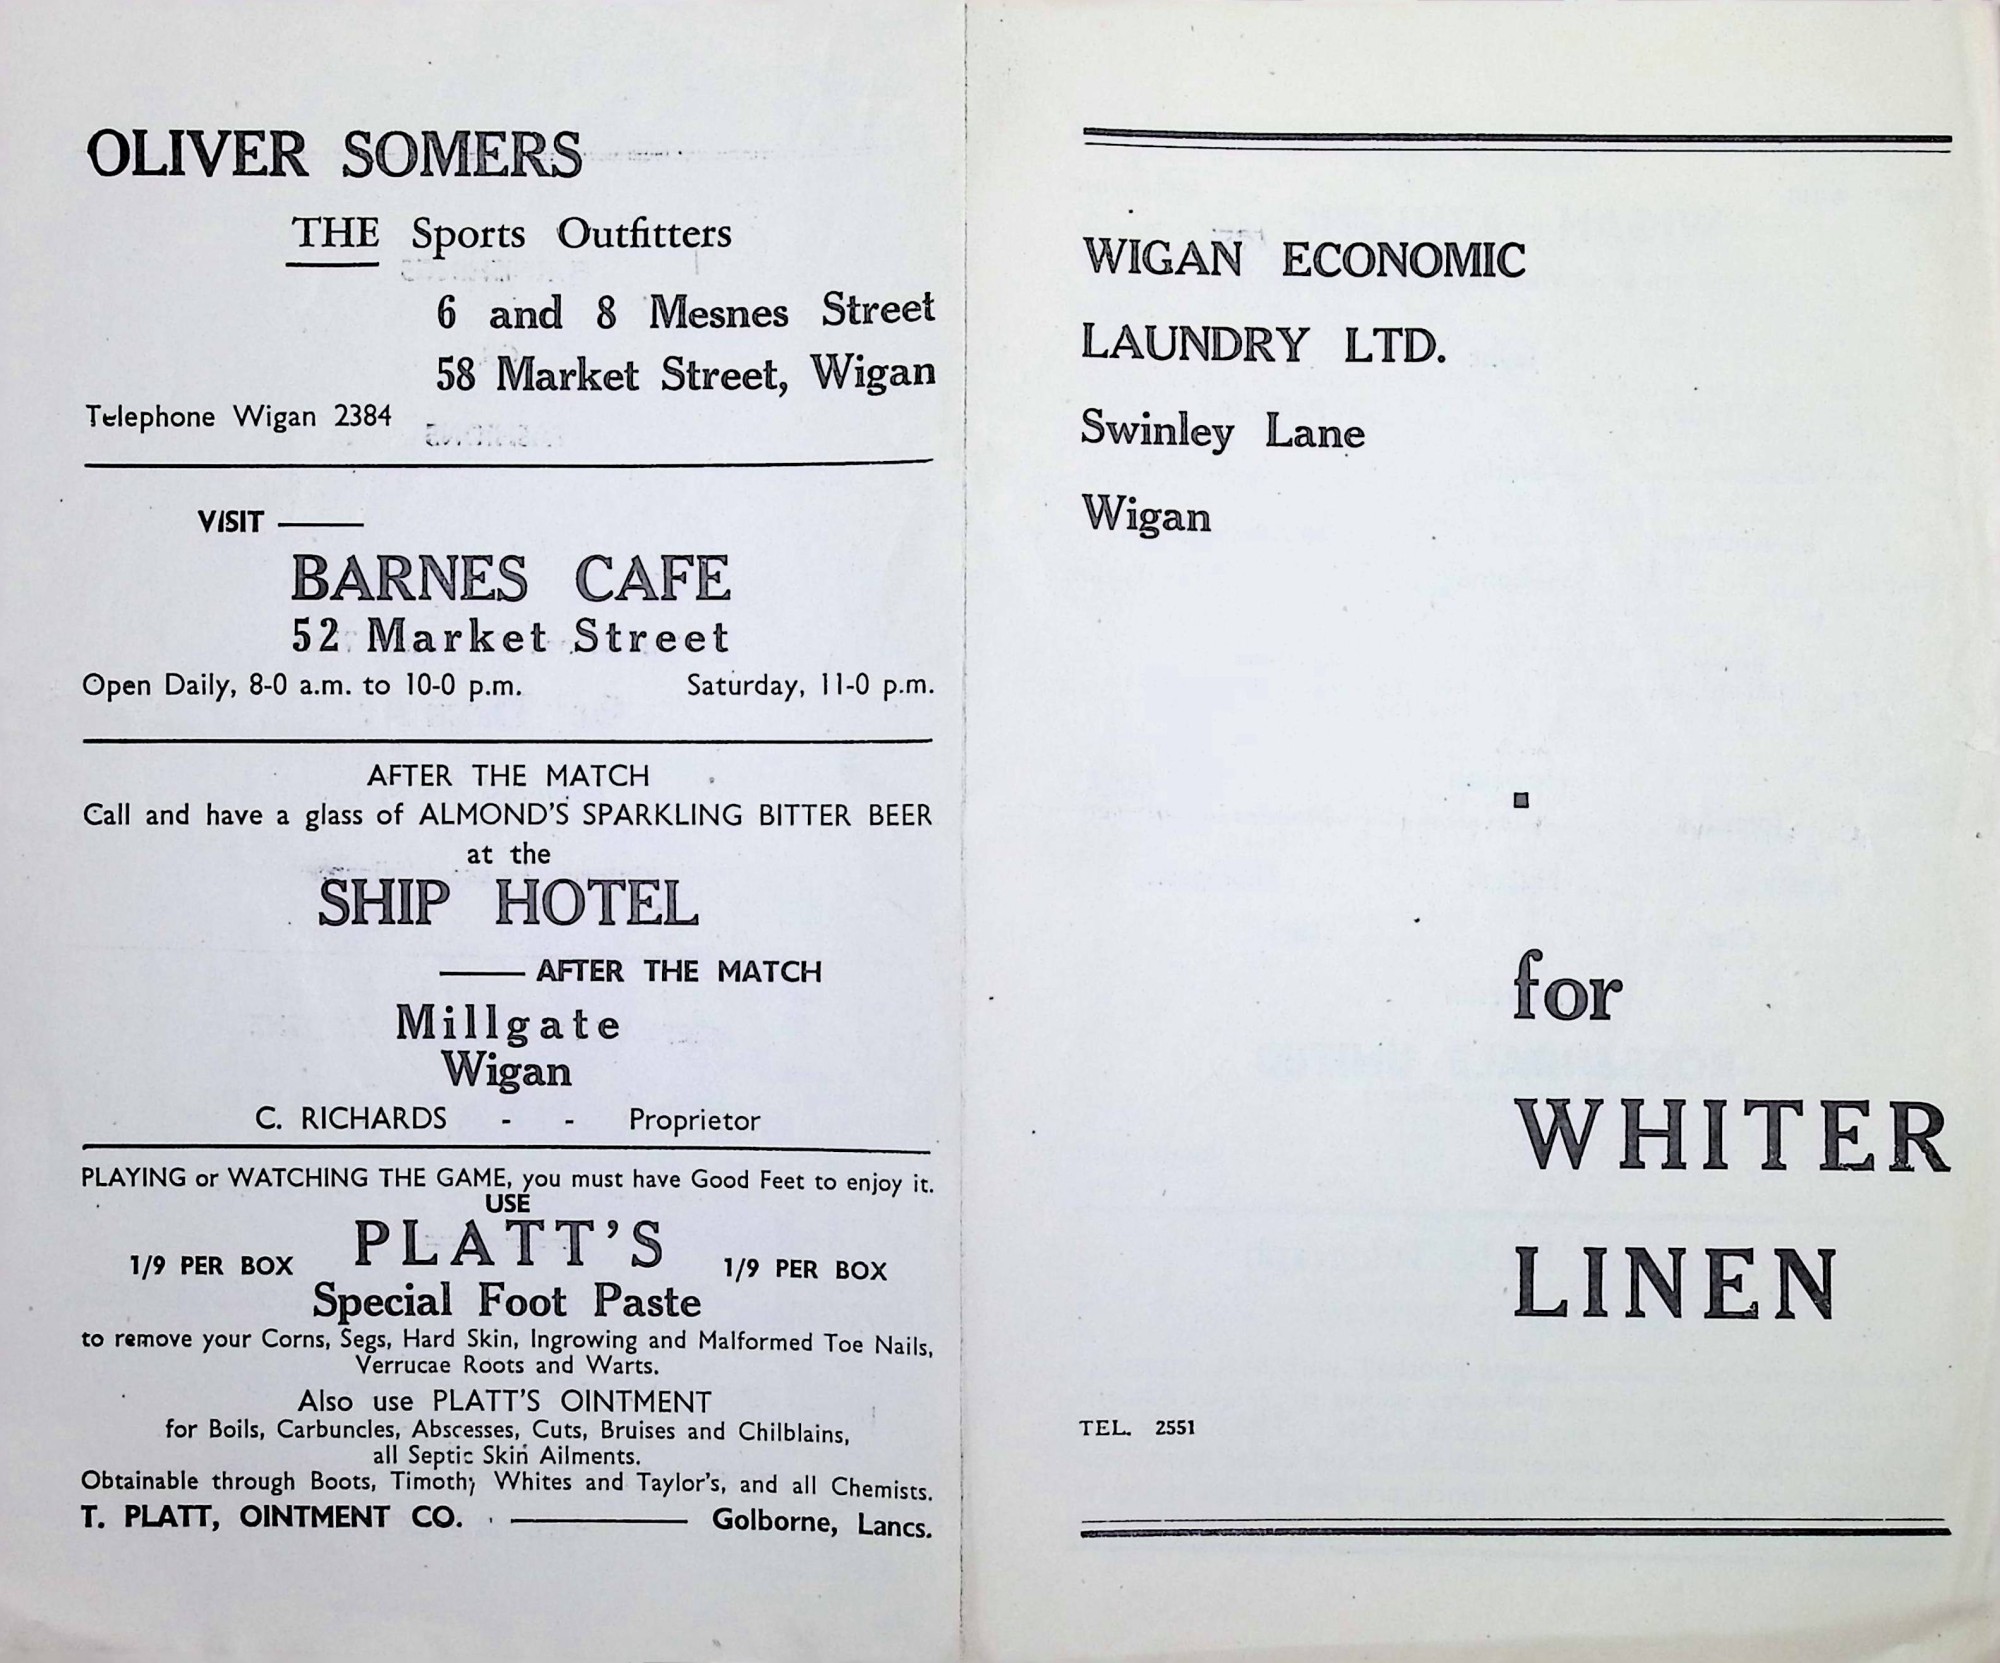 OLIVER SOMERS
THE Sports Outfitters
6 and 8 Mesnes Street
58 Market Street, Wigan
Telephone Wigan 2384
VISIT ——
BARNES CAFE
52 Market Street
Open Daily, 8-0 a.m. to 10-0 p.m. Saturday, 11-0 p.m.
AFTER THE MATCH
Call and have a glass of ALMOND'S SPARKLING BITTER BEER
at the
SHIP HOTEL
—— AFTER THE MATCH
Millgate
Wigan
C. RICHARDS - - Proprietor
PLAYING or WATCHING THE GAME, you must have Good Feet to enjoy it.
USE
PLATT'S
1/9 PER BOX 1/9 PER BOX
Special Foot Paste
to remove your Corns, Segs, Hard Skin, Ingrowing and Malformed Toe Nails,
Verrucae Roots and Warts.
Also use PLATT'S OINTMENT
for Boils, Carbuncles, Abscesses, Cuts, Bruises and Chilblains,
all Septic Skin Ailments.
Obtainable through Boots, Timothy Whites and Taylor's, and all Chemists.
T. PLATT, OINTMENT CO. —— Golborne, Lancs.
WIGAN ECONOMIC
LAUNDRY LTD.
Swinley Lane
Wigan
for
WHITER
LINEN
TEL. 2551